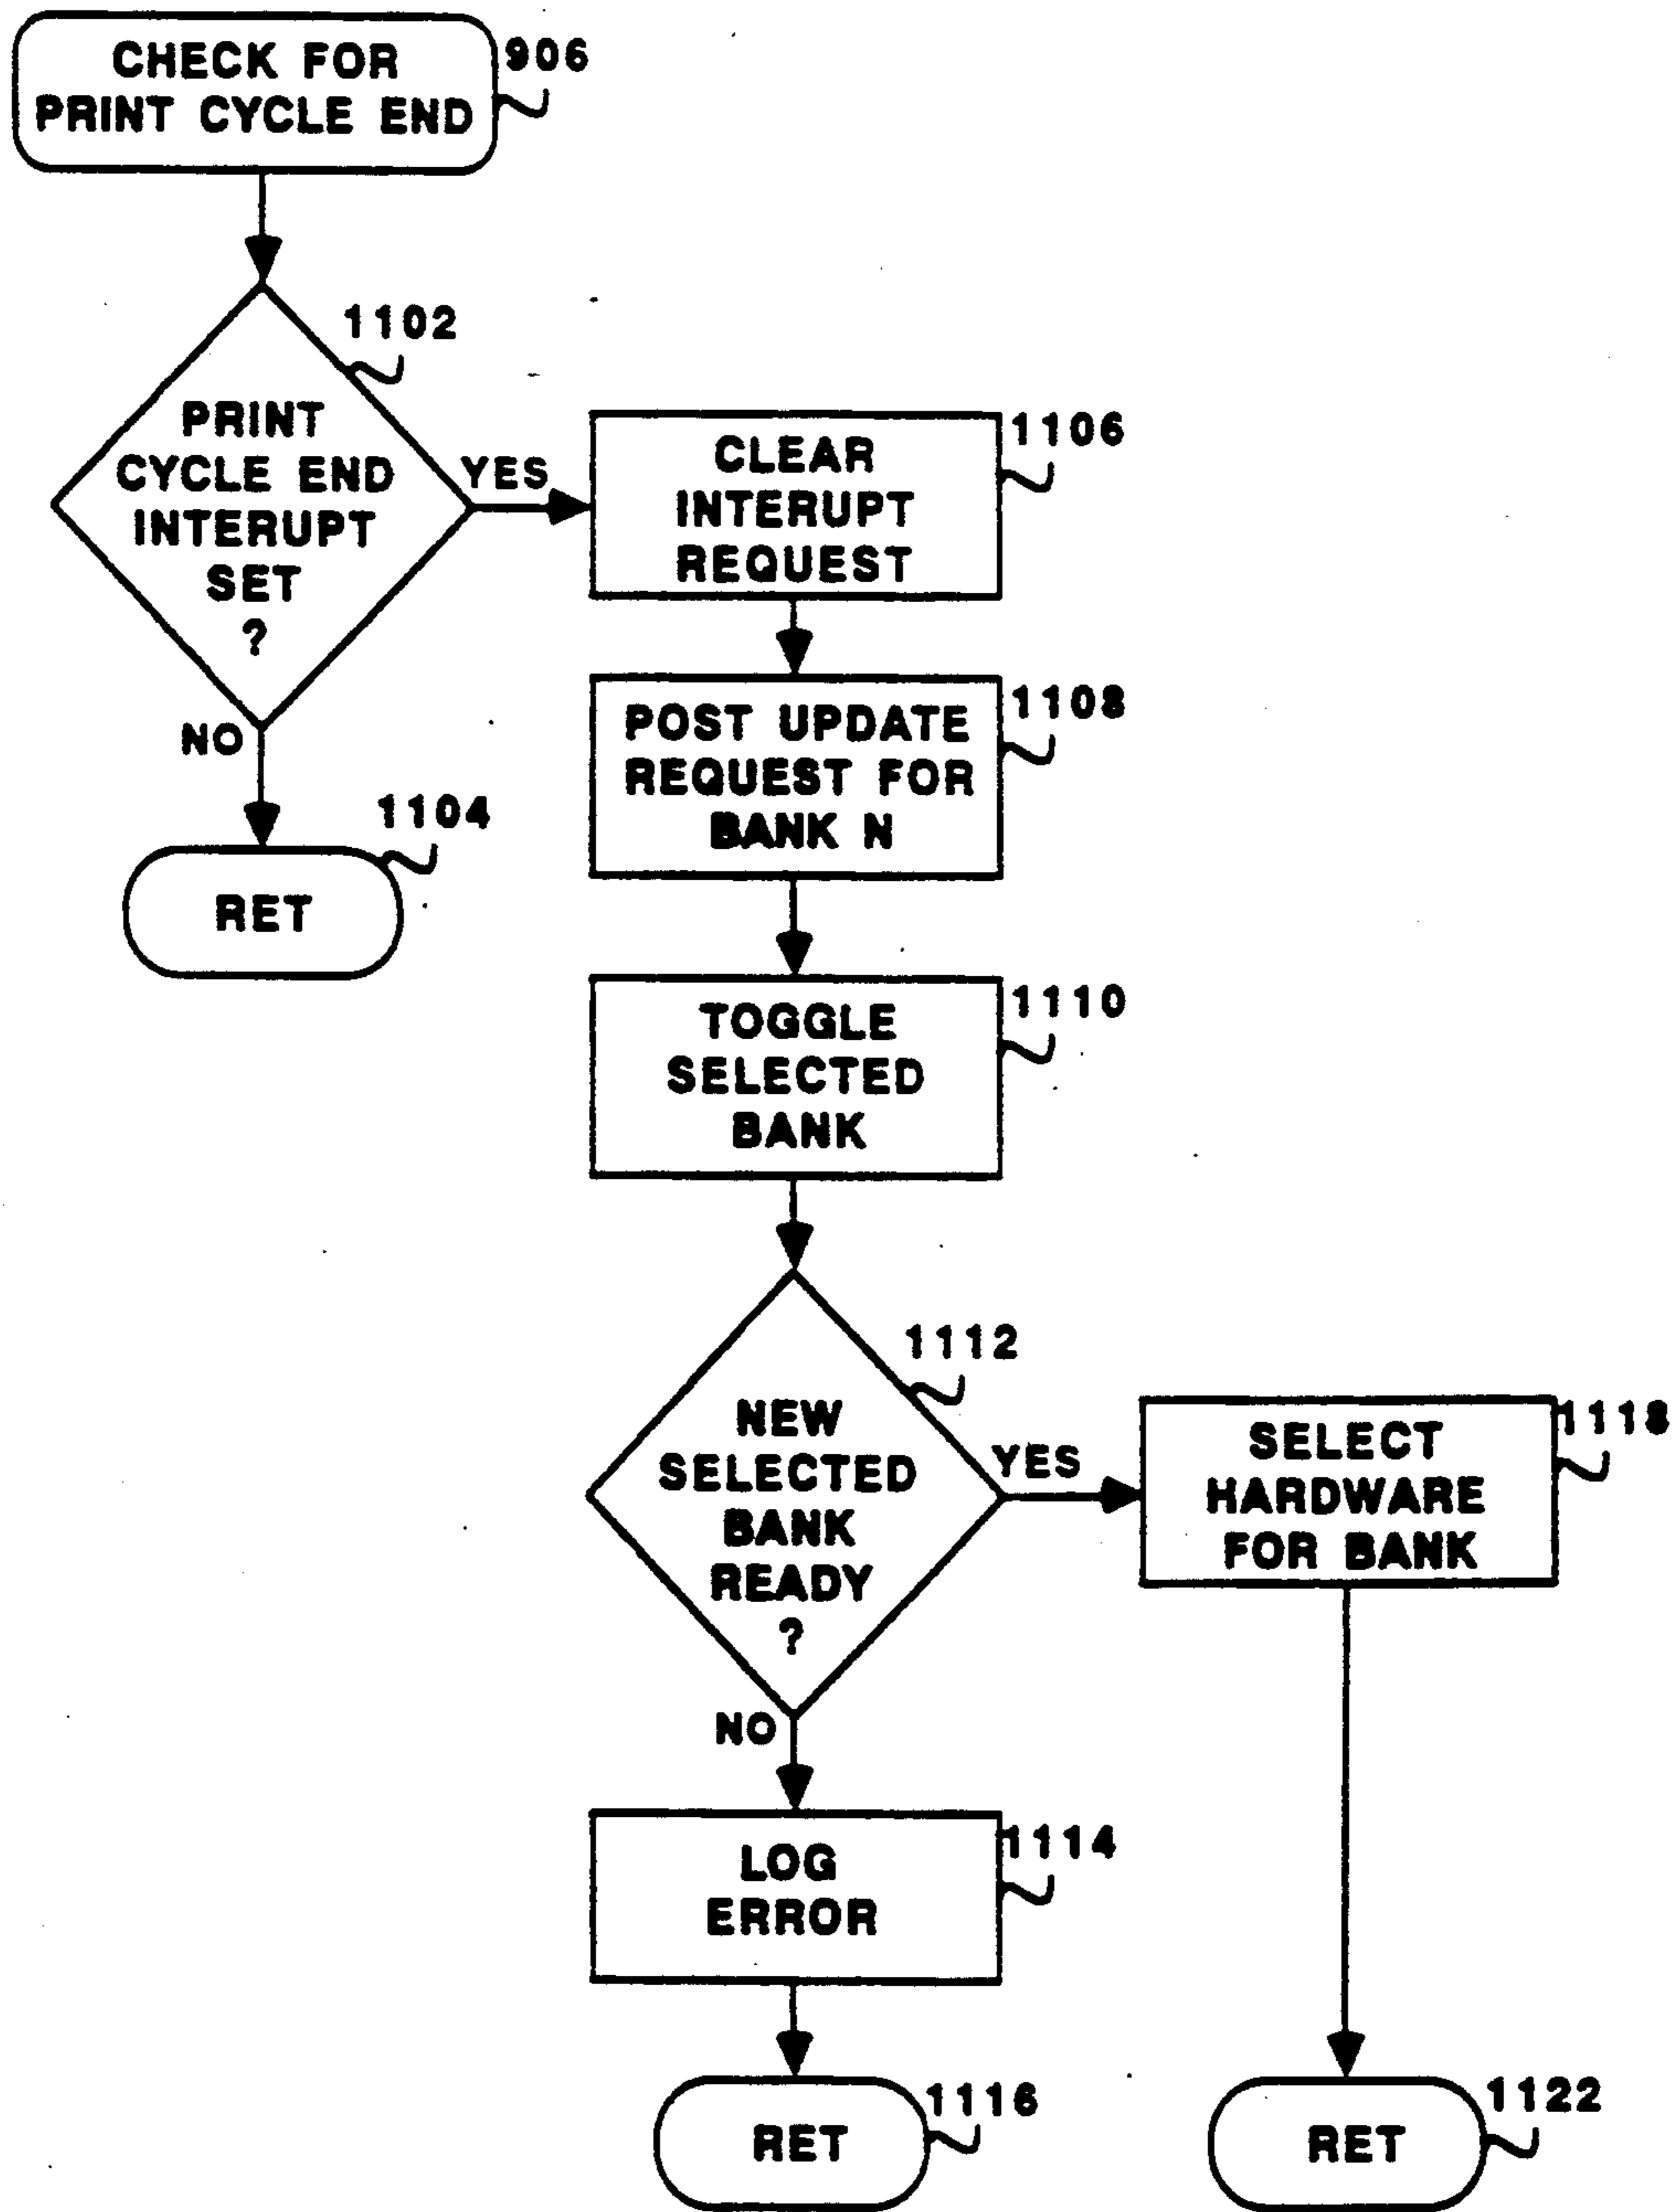 CHECK FOR
PRINT CYCLE END
906
1102
PRINT
CYCLE END
INTERUPT
SET
?
YES
NO
1104
RET
1106
CLEAR
INTERUPT
REQUEST
1108
POST UPDATE
REQUEST FOR
BANK N
1110
TOGGLE
SELECTED
BANK
1112
NEW
SELECTED
BANK
READY
?
YES
NO
1118
SELECT
HARDWARE
FOR BANK
1114
LOG
ERROR
1116
RET
1122
RET